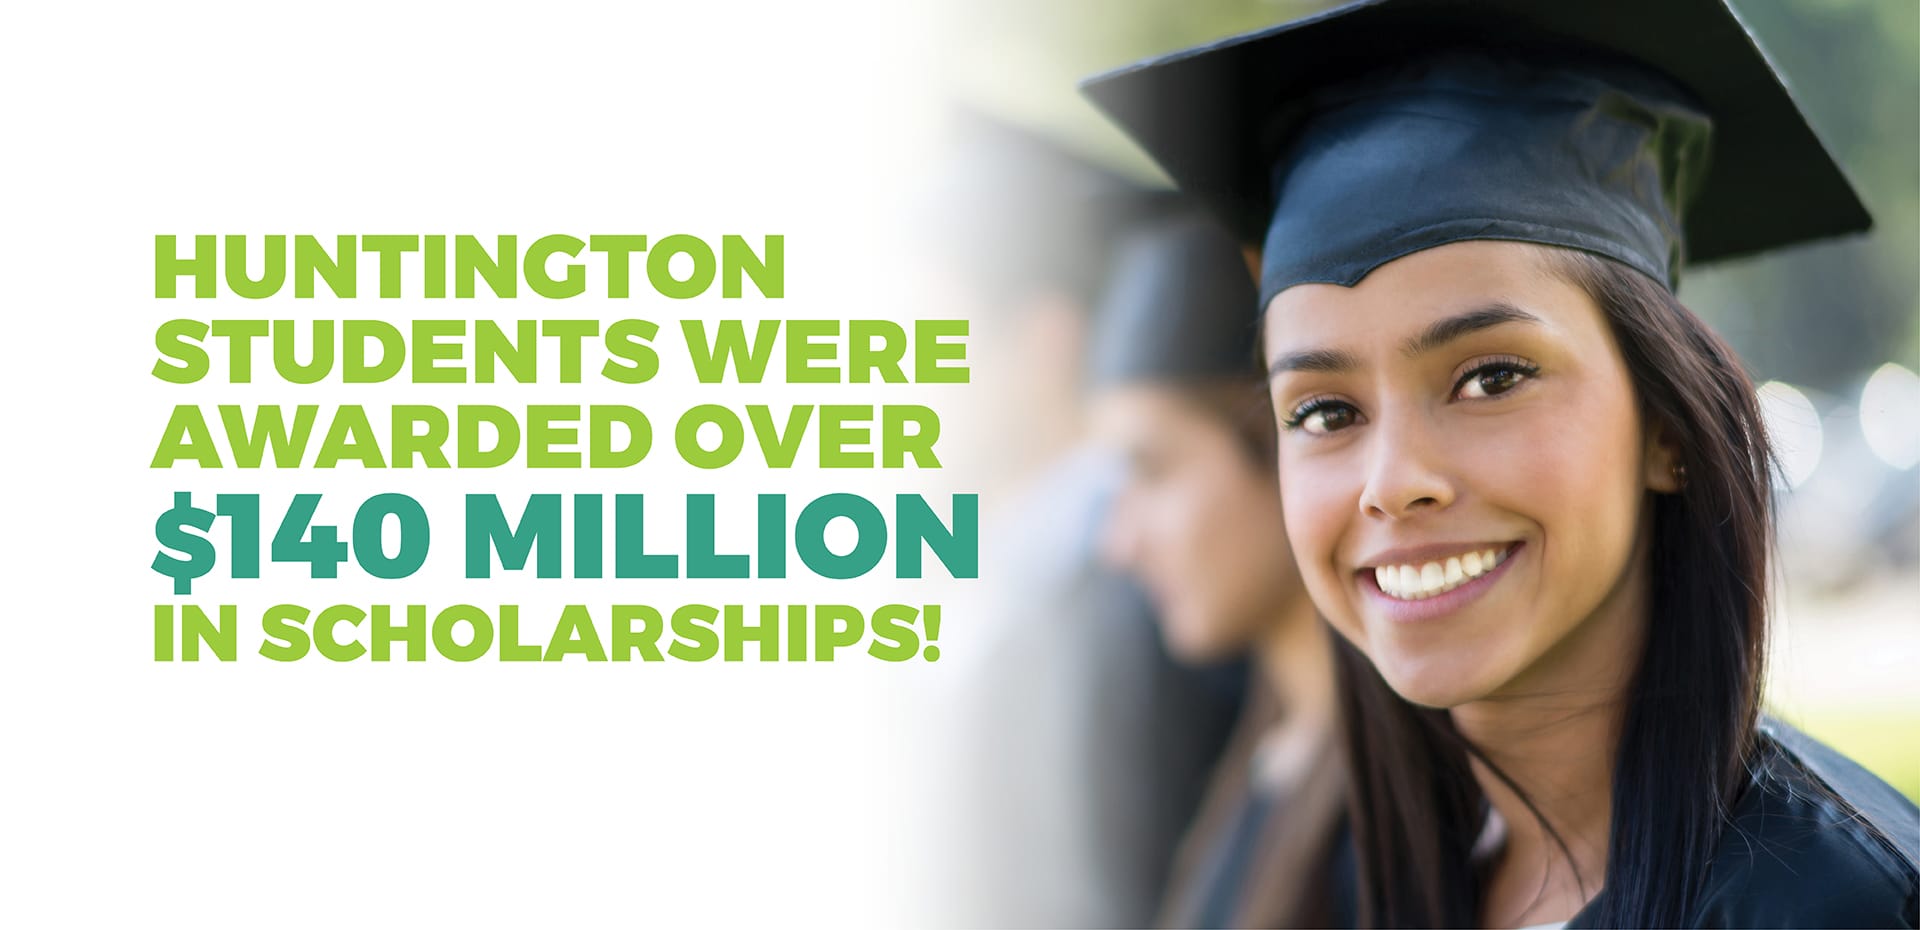 HUNTINGTON
STUDENTS WERE
AWARDED OVER
$140 MILLION
IN SCHOLARSHIPS!